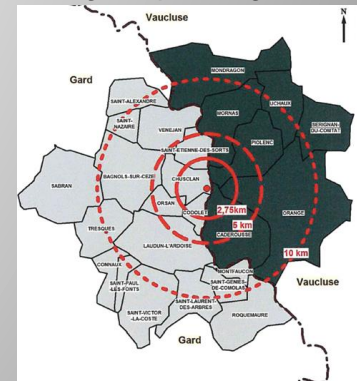 Vaucluse
N
Gard
MONDRAGON
SAINT-ALEXANDRE
UCHAUX
MORNAS
SAINT-
NAZAIRE
VENEJAN
SERIGNAN-
DU-COMTAT
PIOLENC
SAINT-ETIENNE-DES-SORTS
BAGNOLS-SUR-CEZE
CHUSCLAN
SABRAN
ORSAN
CODOLET
2,75km
ORANGE
5 km
TRESQUES
CADEROUSSE
LAUDUN-L'ARDOISE
10 km
CONNAUX
MONTFAUCON
SAINT-PAUL
-LES-FONTS
SAINT-GENIES-
DE-COMOLAS
Vaucluse
SAINT-LAURENT
-DES-ARBRES
SAINT-VICTOR
-LA-COSTE
ROQUEMAURE
Gard